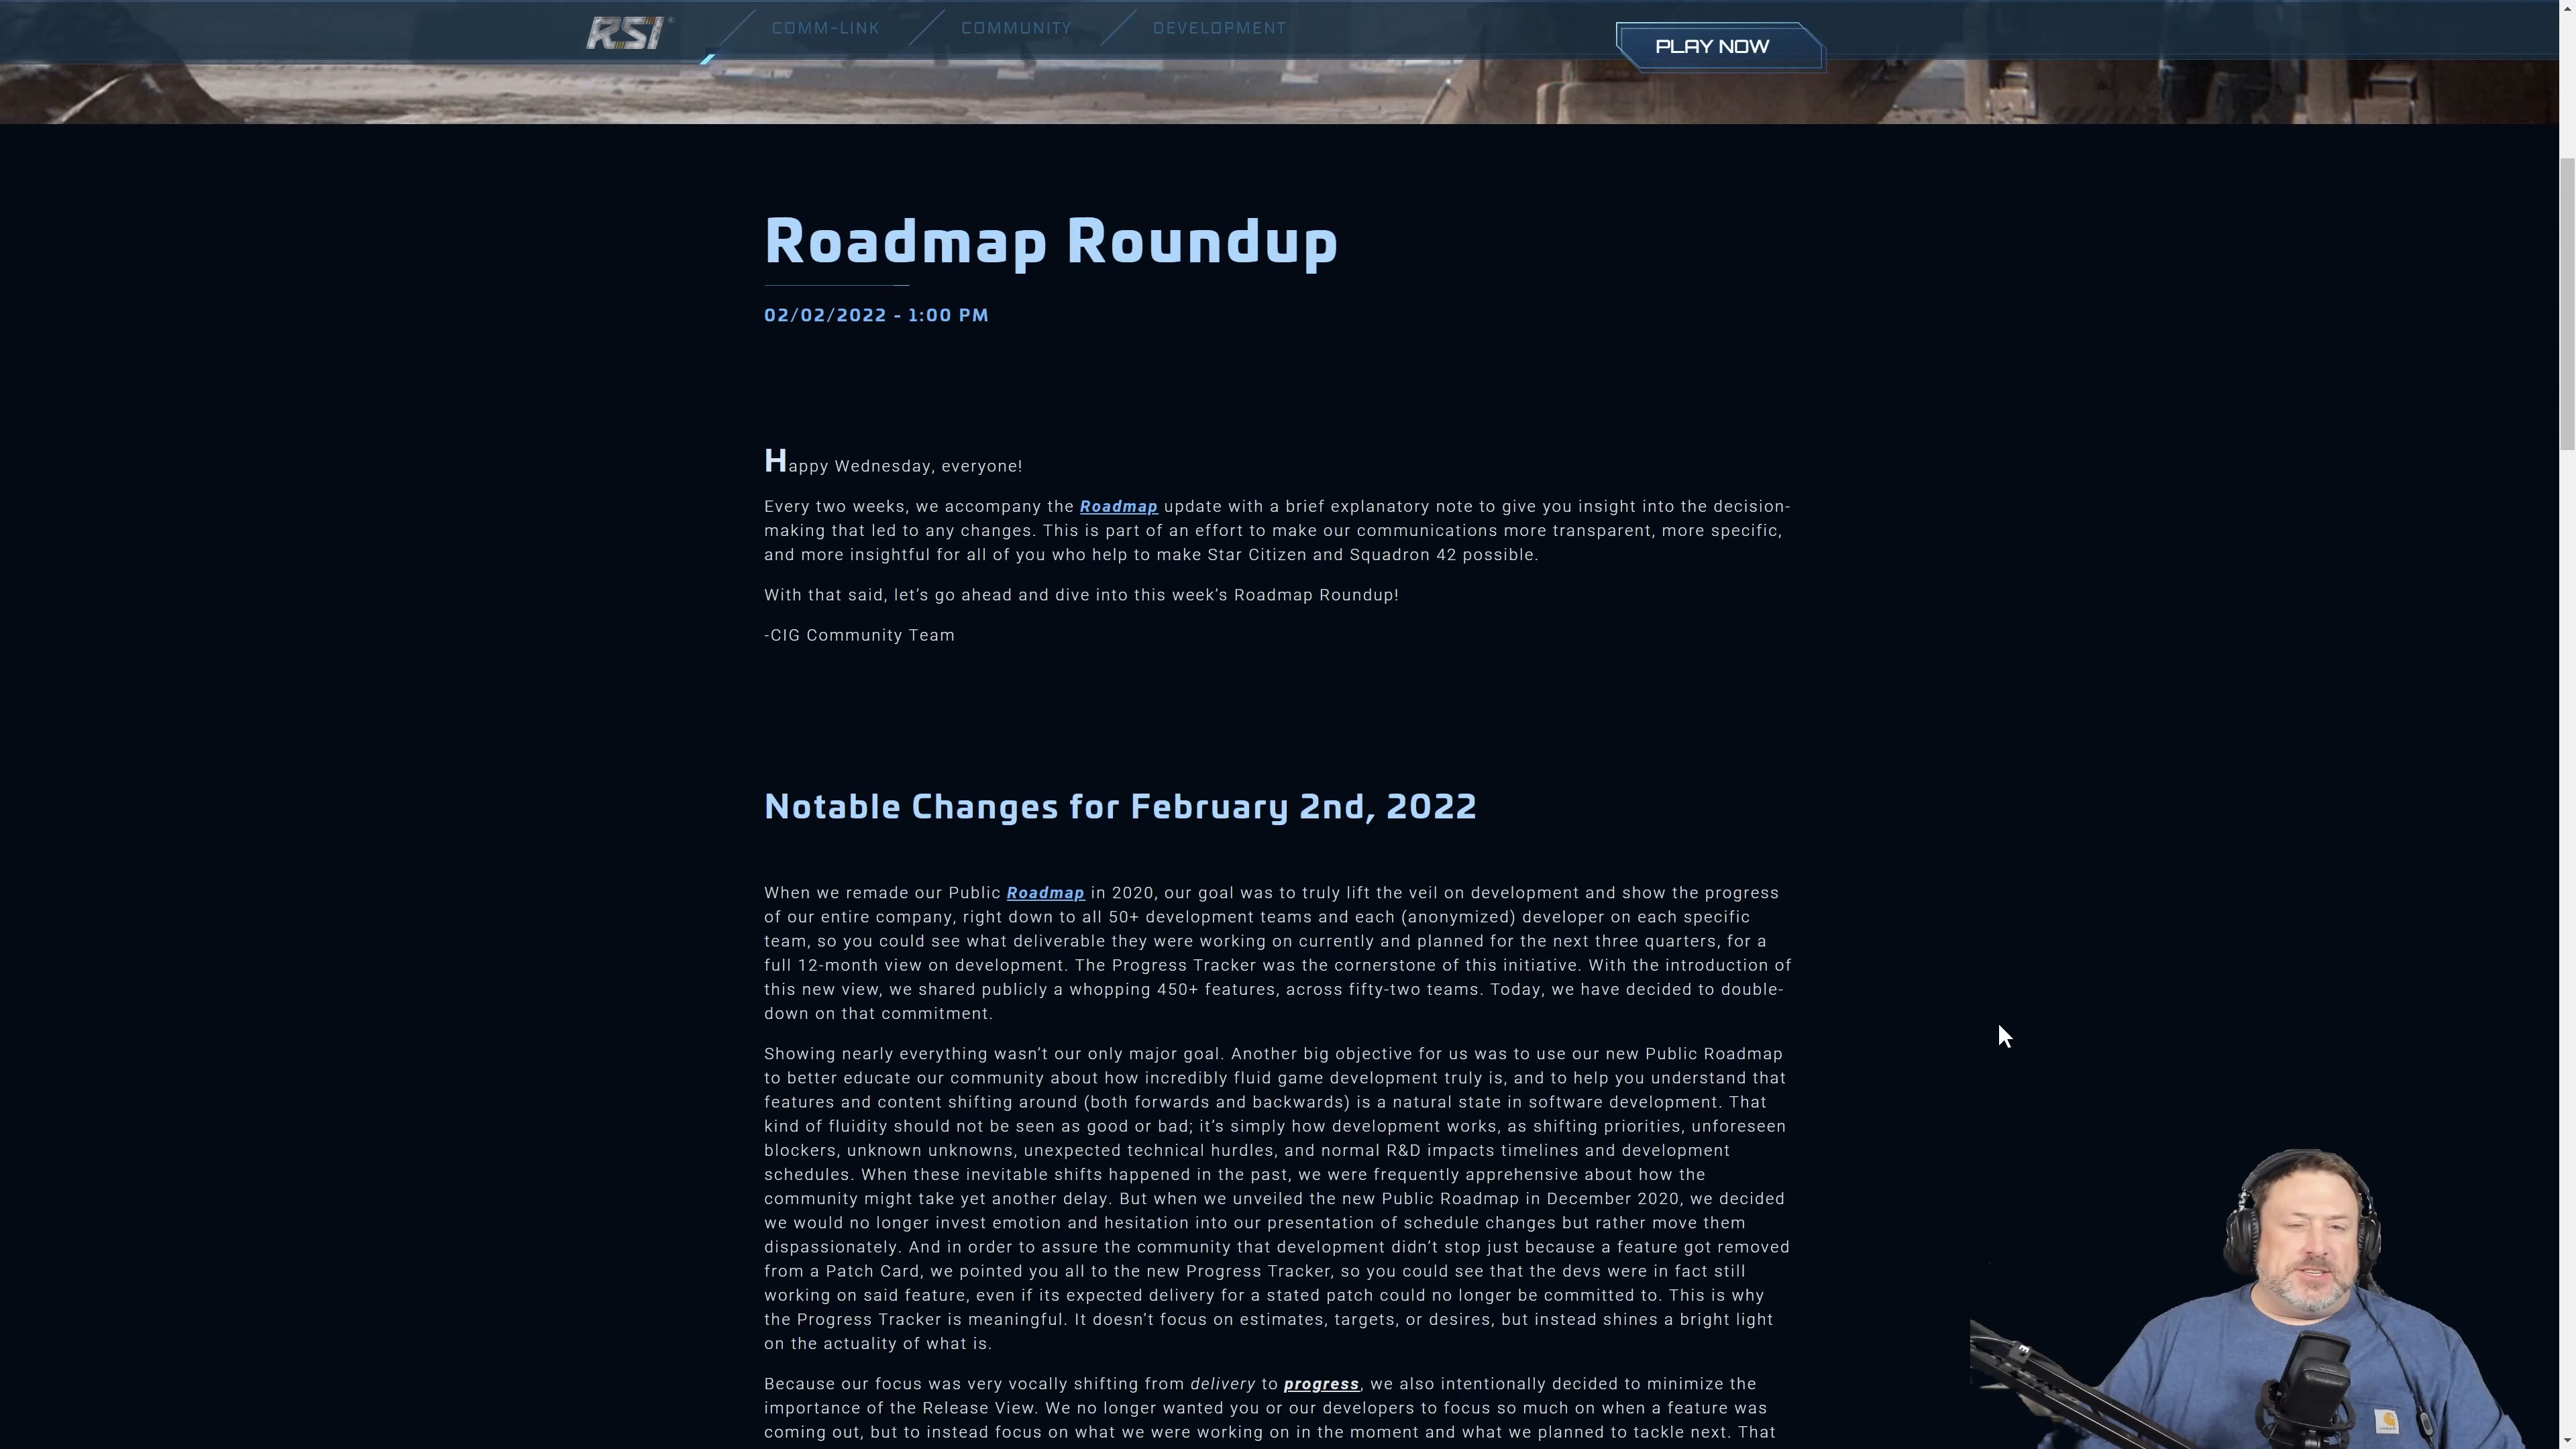 RSI
COMM-LINK
COMMUNITY
DEVELOPMENT
PLAY NOW
Roadmap Roundup
02/02/2022 - 1:00 PM
Happy Wednesday, everyone!
Every two weeks, we accompany the Roadmap update with a brief explanatory note to give you insight into the decision-
making that led to any changes. This is part of an effort to make our communications more transparent, more specific,
and more insightful for all of you who help to make Star Citizen and Squadron 42 possible.
With that said, let’s go ahead and dive into this week’s Roadmap Roundup!
-CIG Community Team
Notable Changes for February 2nd, 2022
When we remade our Public Roadmap in 2020, our goal was to truly lift the veil on development and show the progress
of our entire company, right down to all 50+ development teams and each (anonymized) developer on each specific
team, so you could see what deliverable they were working on currently and planned for the next three quarters, for a
full 12-month view on development. The Progress Tracker was the cornerstone of this initiative. With the introduction of
this new view, we shared publicly a whopping 450+ features, across fifty-two teams. Today, we have decided to double-
down on that commitment.
Showing nearly everything wasn’t our only major goal. Another big objective for us was to use our new Public Roadmap
to better educate our community about how incredibly fluid game development truly is, and to help you understand that
features and content shifting around (both forwards and backwards) is a natural state in software development. That
kind of fluidity should not be seen as good or bad; it’s simply how development works, as shifting priorities, unforeseen
blockers, unknown unknowns, unexpected technical hurdles, and normal R&D impacts timelines and development
schedules. When these inevitable shifts happened in the past, we were frequently apprehensive about how the
community might take yet another delay. But when we unveiled the new Public Roadmap in December 2020, we decided
we would no longer invest emotion and hesitation into our presentation of schedule changes but rather move them
dispassionately. And in order to assure the community that development didn’t stop just because a feature got removed
from a Patch Card, we pointed you all to the new Progress Tracker, so you could see that the devs were in fact still
working on said feature, even if its expected delivery for a stated patch could no longer be committed to. This is why
the Progress Tracker is meaningful. It doesn’t focus on estimates, targets, or desires, but instead shines a bright light
on the actuality of what is.
Because our focus was very vocally shifting from delivery to progress, we also intentionally decided to minimize the
importance of the Release View. We no longer wanted you or our developers to focus so much on when a feature was
coming out, but to instead focus on what we were working on in the moment and what we planned to tackle next. That